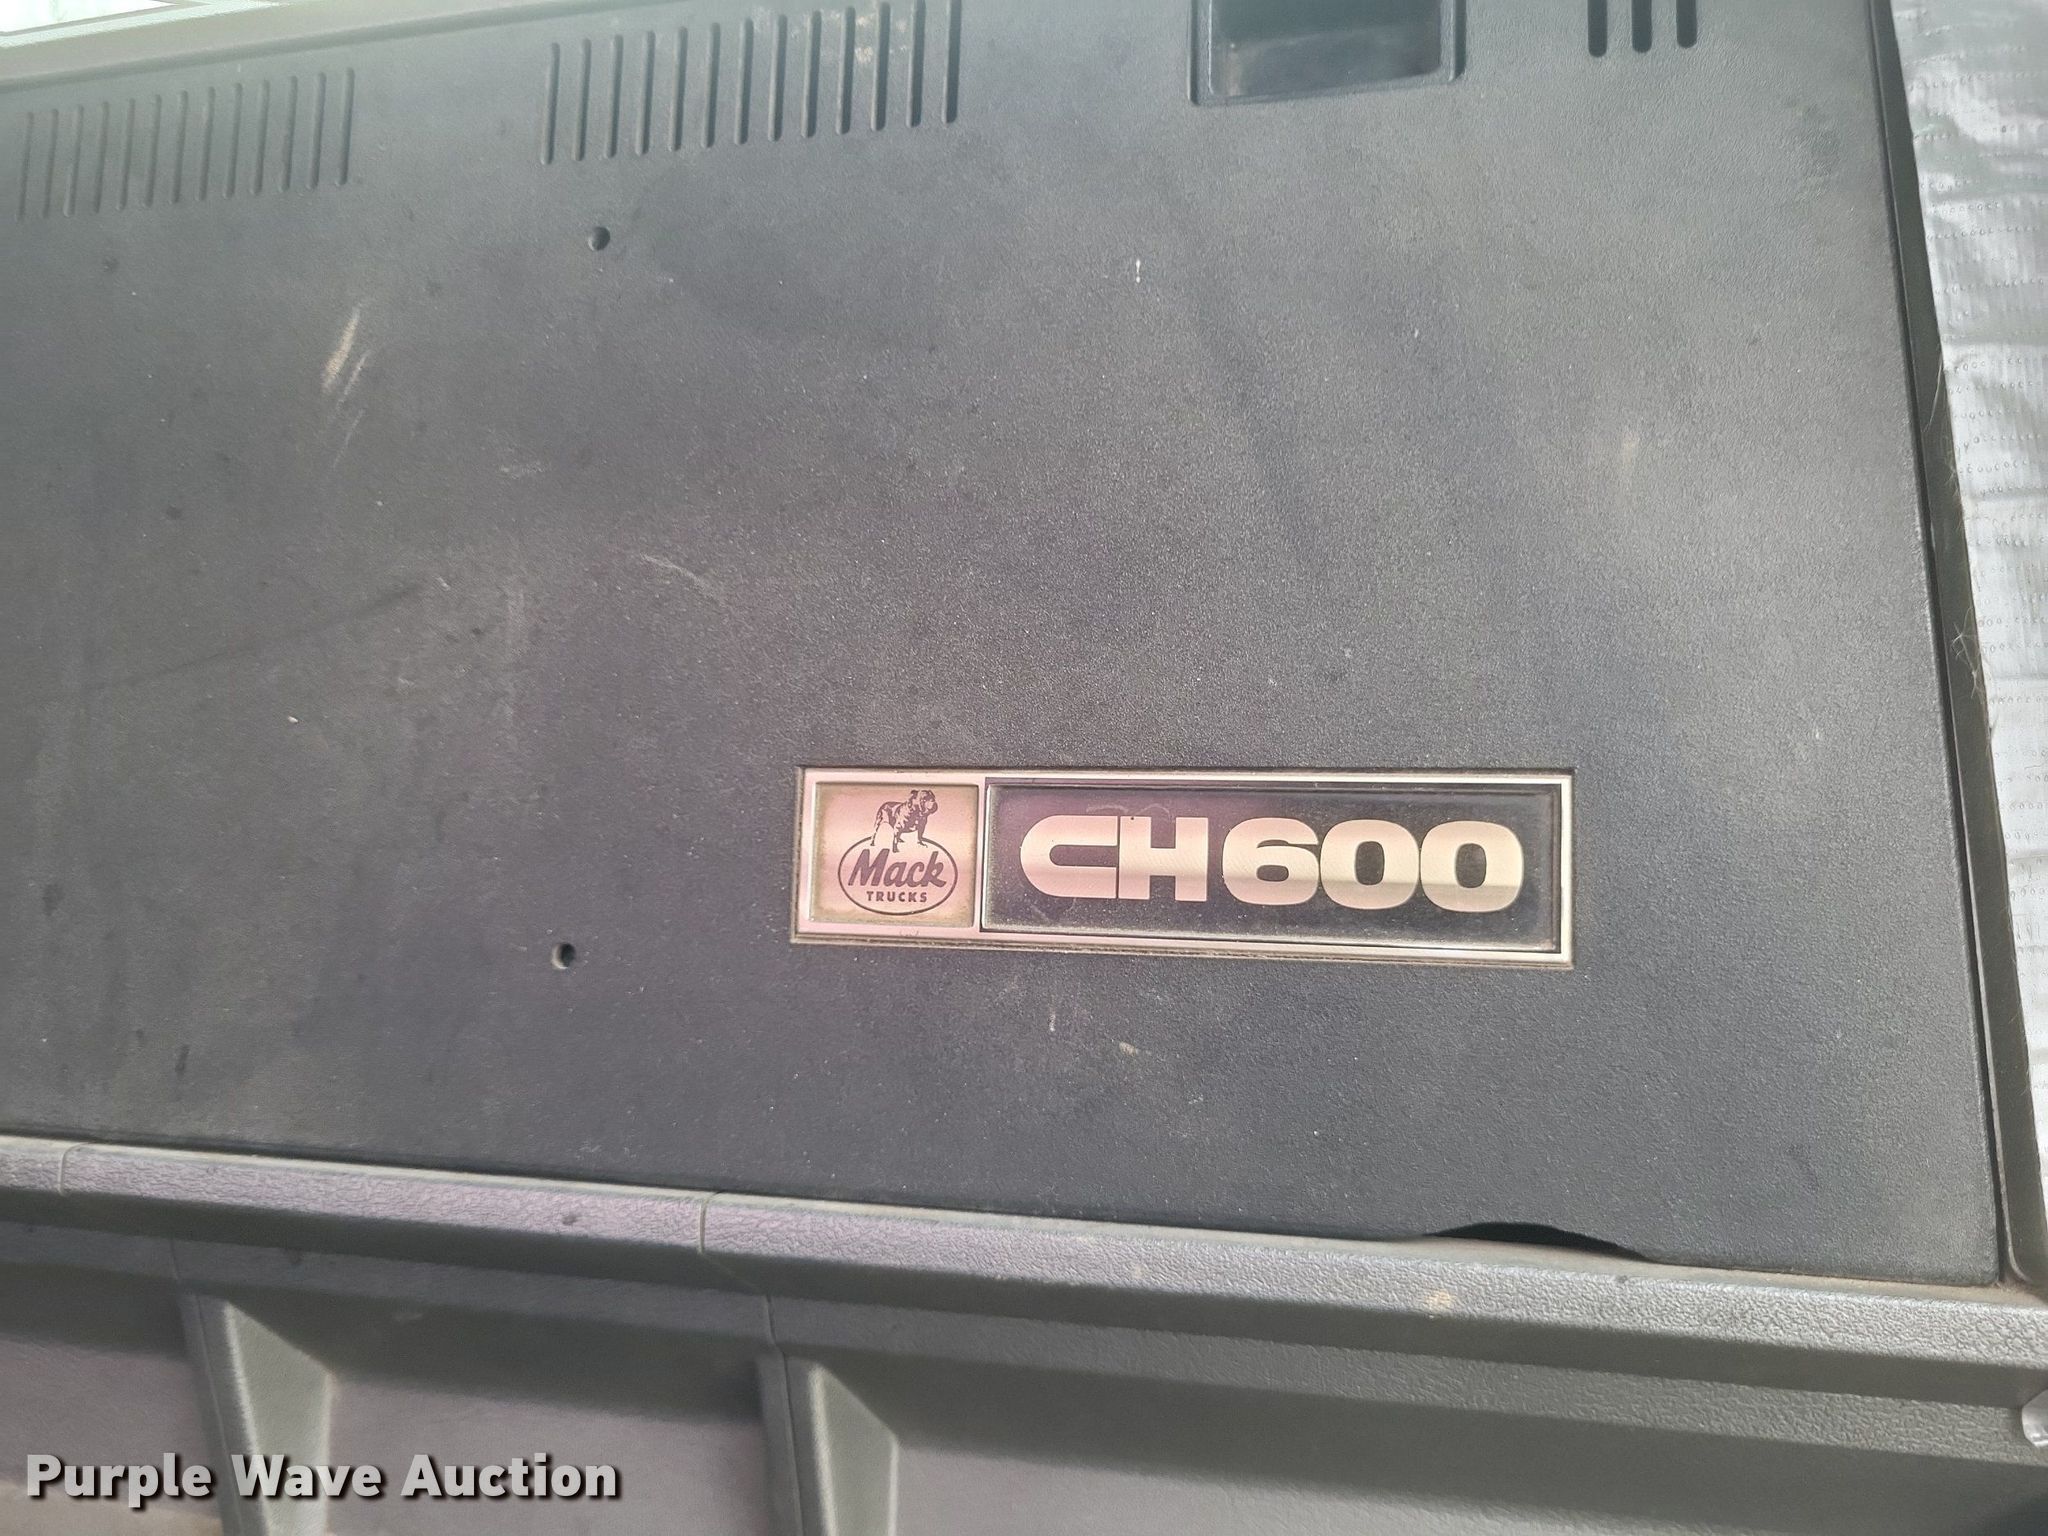 Mack
TRUCKS
CH600
Purple Wave Auction